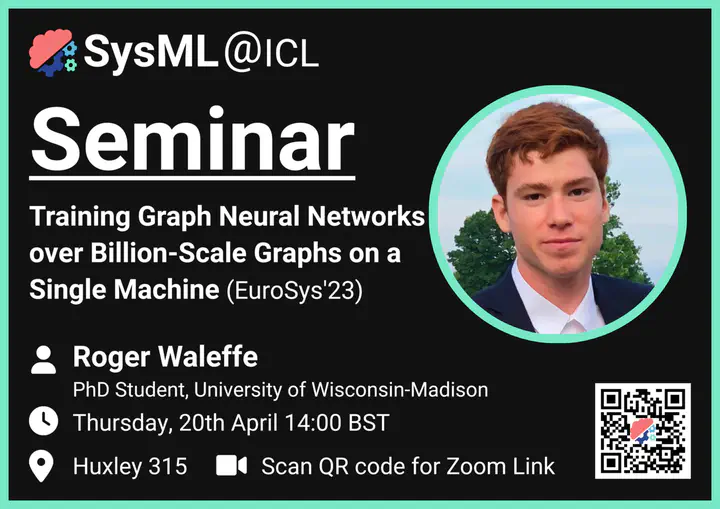 SysML@ICL
Seminar
Training Graph Neural Networks
over Billion-Scale Graphs on a
Single Machine (EuroSys'23)
Roger Waleffe
PhD Student, University of Wisconsin-Madison
Thursday, 20th April 14:00 BST
Huxley 315 Scan QR code for Zoom Link